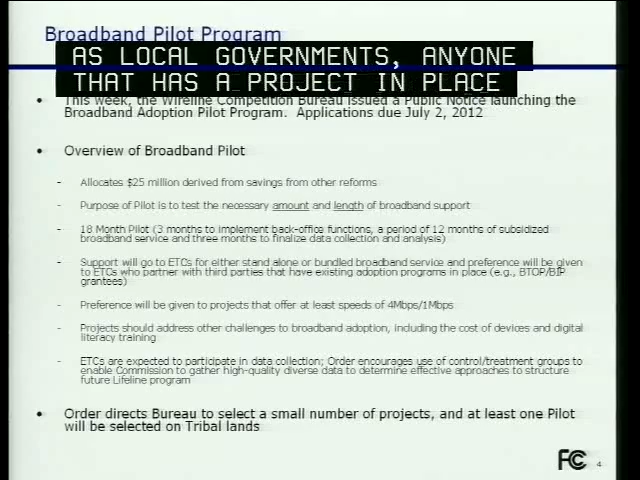 Broadband Pilot Program
AS LOCAL GOVERNMENTS, ANYONE
THAT HAS A PROJECT IN PLACE
• This week, the Wireline Competition Bureau issued a Public Notice launching the
Broadband Adoption Pilot Program. Applications due July 2, 2012
• Overview of Broadband Pilot
- Allocates $25 million derived from savings from other reforms
- Purpose of Pilot is to test the necessary amount and length of broadband support
- 18 Month Pilot (3 months to implement back-office functions, a period of 12 months of subsidized
broadband service and three months to finalize data collection and analysis)
- Support will go to ETCs for either stand alone or bundled broadband service and preference will be given
to ETCs who partner with third parties that have existing adoption programs in place (e.g., BTOP/BIP
grantees)
- Preference will be given to projects that offer at least speeds of 4Mbps/1Mbps
- Projects should address other challenges to broadband adoption, including the cost of devices and digital
literacy training
- ETCs are expected to participate in data collection; Order encourages use of control/treatment groups to
enable Commission to gather high-quality diverse data to determine effective approaches to structure
future Lifeline program
• Order directs Bureau to select a small number of projects, and at least one Pilot
will be selected on Tribal lands
FCC 4